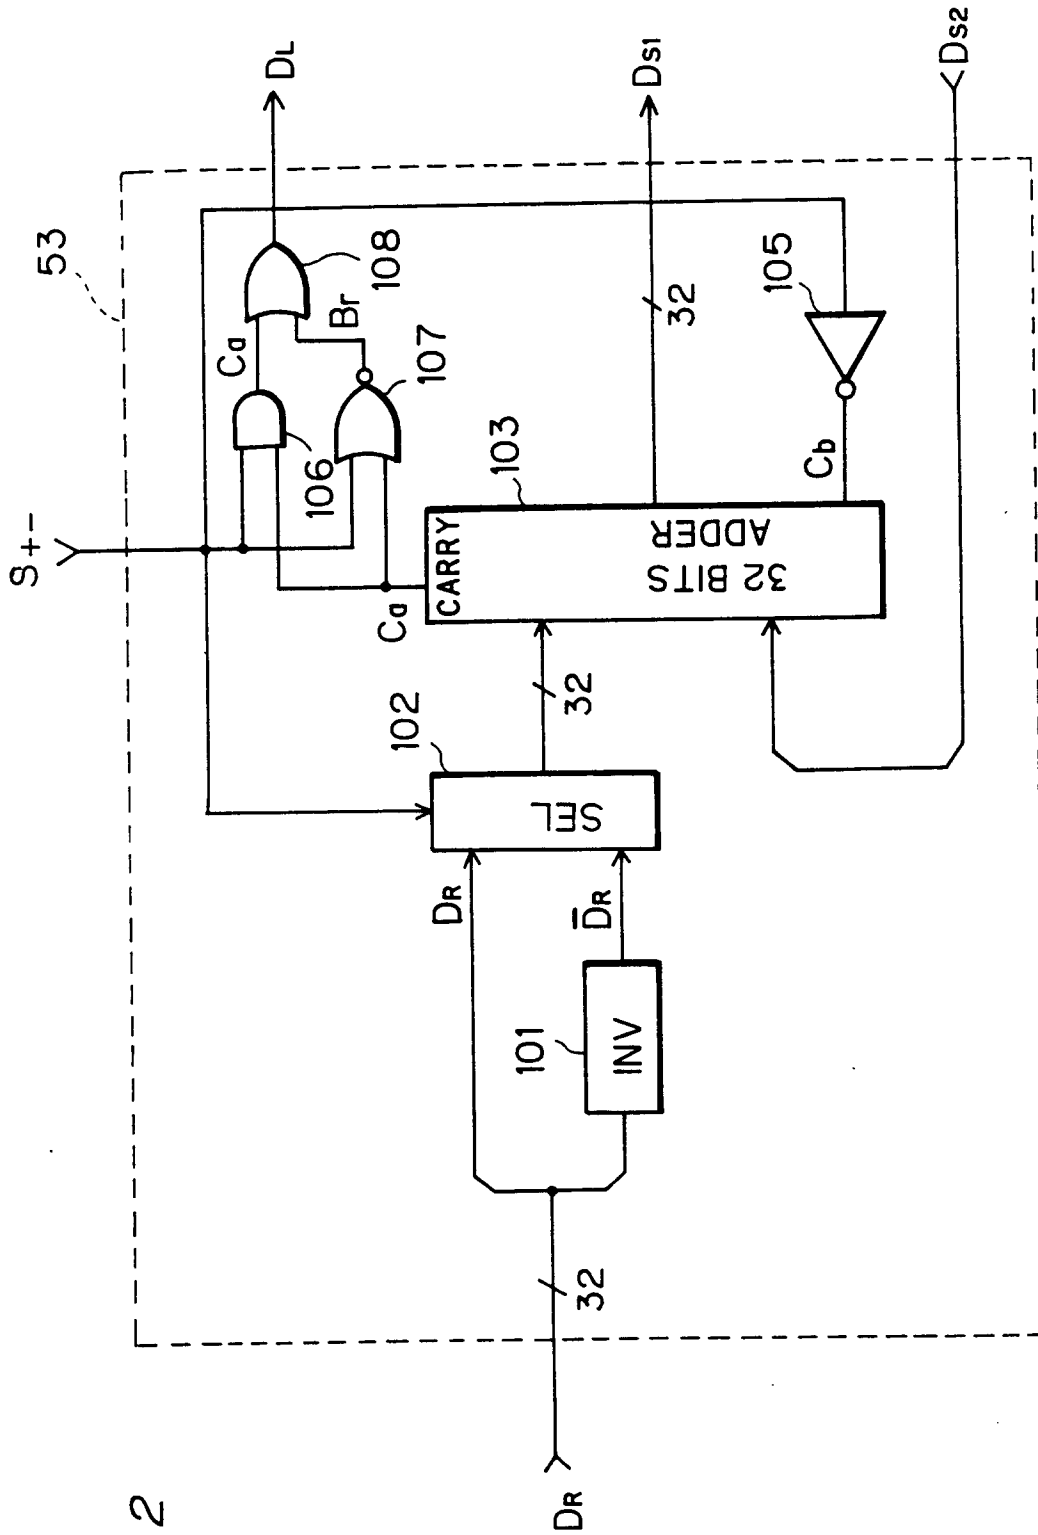 2
53
S+-
DR
32
DR
D̄R
101
INV
102
SEL
32
Ca
CARRY
32 BITS
ADDER
103
Ca
106
107
Br
108
DL
32
DS1
Cb
105
DS2